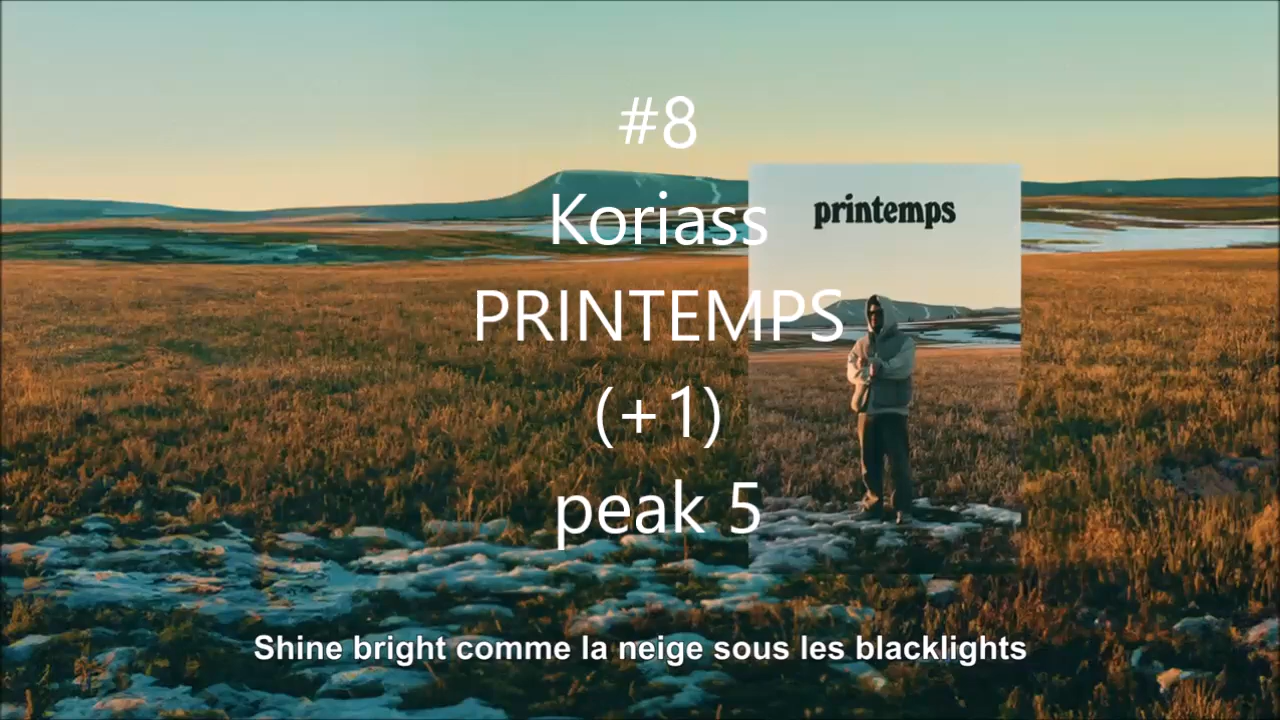 #8
Koriass
printemps
PRINTEMPS
(+1)
peak 5
Shine bright comme la neige sous les blacklights